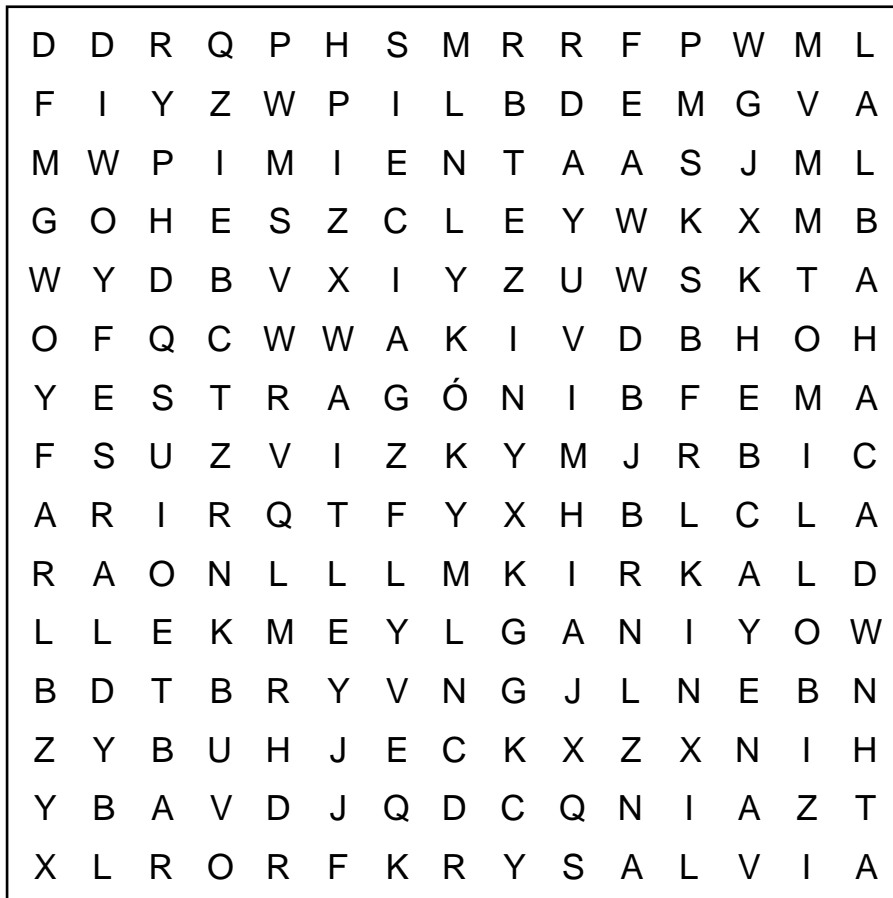 D D R Q P H S M R R F P W M L
F I Y Z W P I L B D E M G V A
M W P I M I E N T A A S J M L
G O H E S Z C L E Y W K X M B
W Y D B V X I Y Z U W S K T A
O F Q C W W A K I V D B H O H
Y E S T R A G Ó N I B F E M A
F S U Z V I Z K Y M J R B I C
A R I R Q T F Y X H B L C L A
R A O N L L L M K I R K A L D
L L E K M E Y L G A N I Y O W
B D T B R Y V N G J L N E B N
Z Y B U H J E C K X Z X N I H
Y B A V D J Q D C Q N I A Z T
X L R O R F K R Y S A L V I A